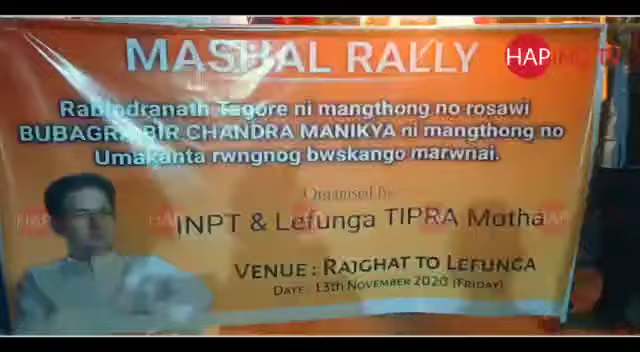 MASHAL RALLY
Rabindranath Tagore ni mangthong no rosawi
BUBAGRA BIR CHANDRA MANIKYA ni mangthong no
Umakanta rwngnog bwskango marwnai.
Organised by
INPT & Lefunga TIPRA Motha
VENUE : RAJGHAT TO LEFUNGA
DATE : 13th NOVEMBER 2020 (FRIDAY)